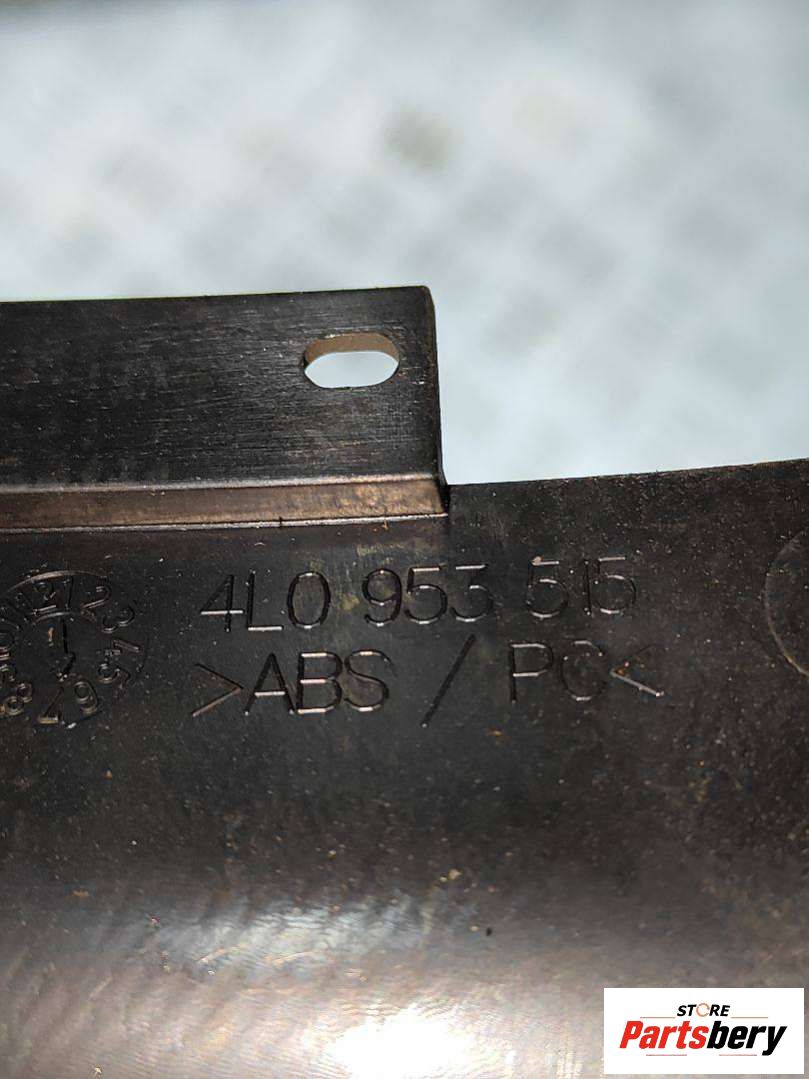 4L0 953 515
>ABS / PC<
STORE
Partsbery